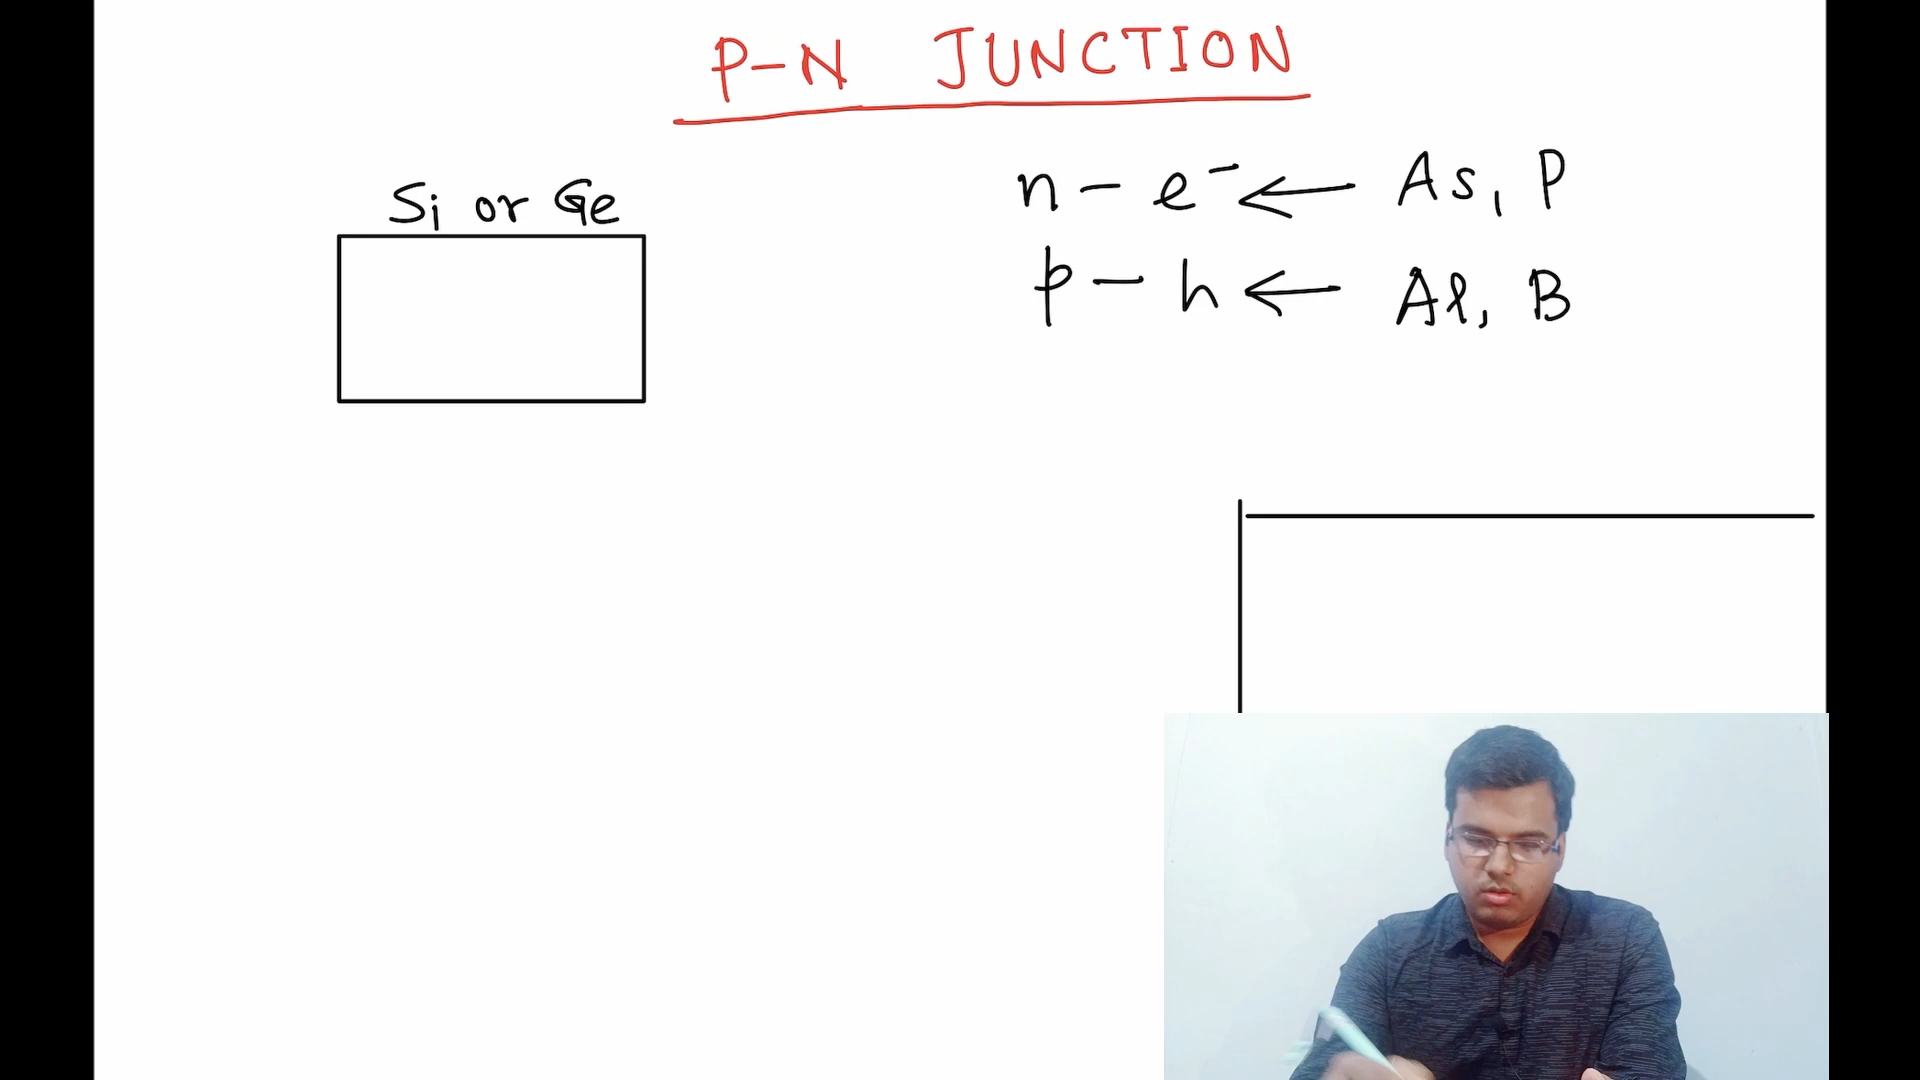 P-N JUNCTION
Si or Ge
n - e⁻ ← As, P
p - h ← Al, B